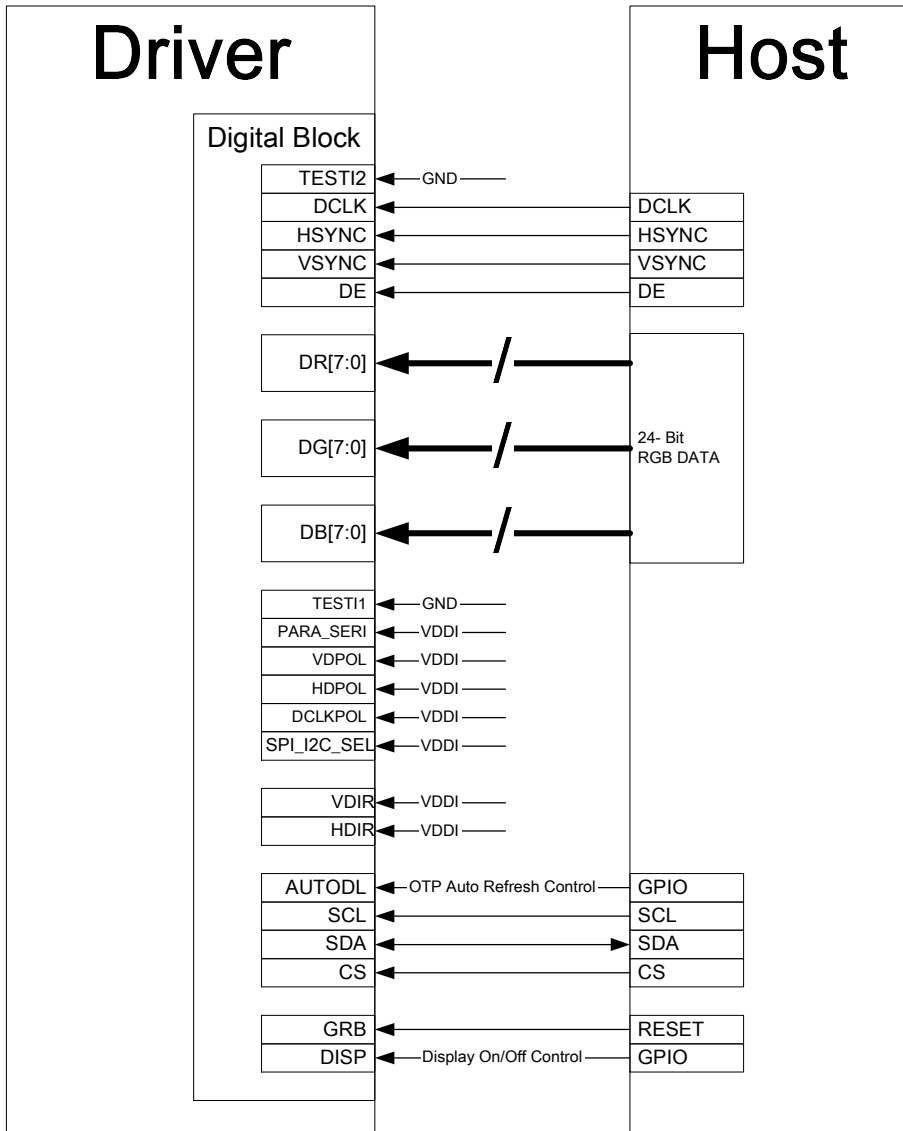 Driver Host
Digital Block
TESTI2 GND
DCLK DCLK
HSYNC HSYNC
VSYNC VSYNC
DE DE
DR[7:0]
DG[7:0]
24- Bit
RGB DATA
DB[7:0]
TESTI1 GND
PARA_SERI VDDI
VDPOL VDDI
HDPOL VDDI
DCLKPOL VDDI
SPI_I2C_SEL VDDI
VDIR VDDI
HDIR VDDI
AUTODL OTP Auto Refresh Control GPIO
SCL SCL
SDA SDA
CS CS
GRB RESET
DISP Display On/Off Control GPIO